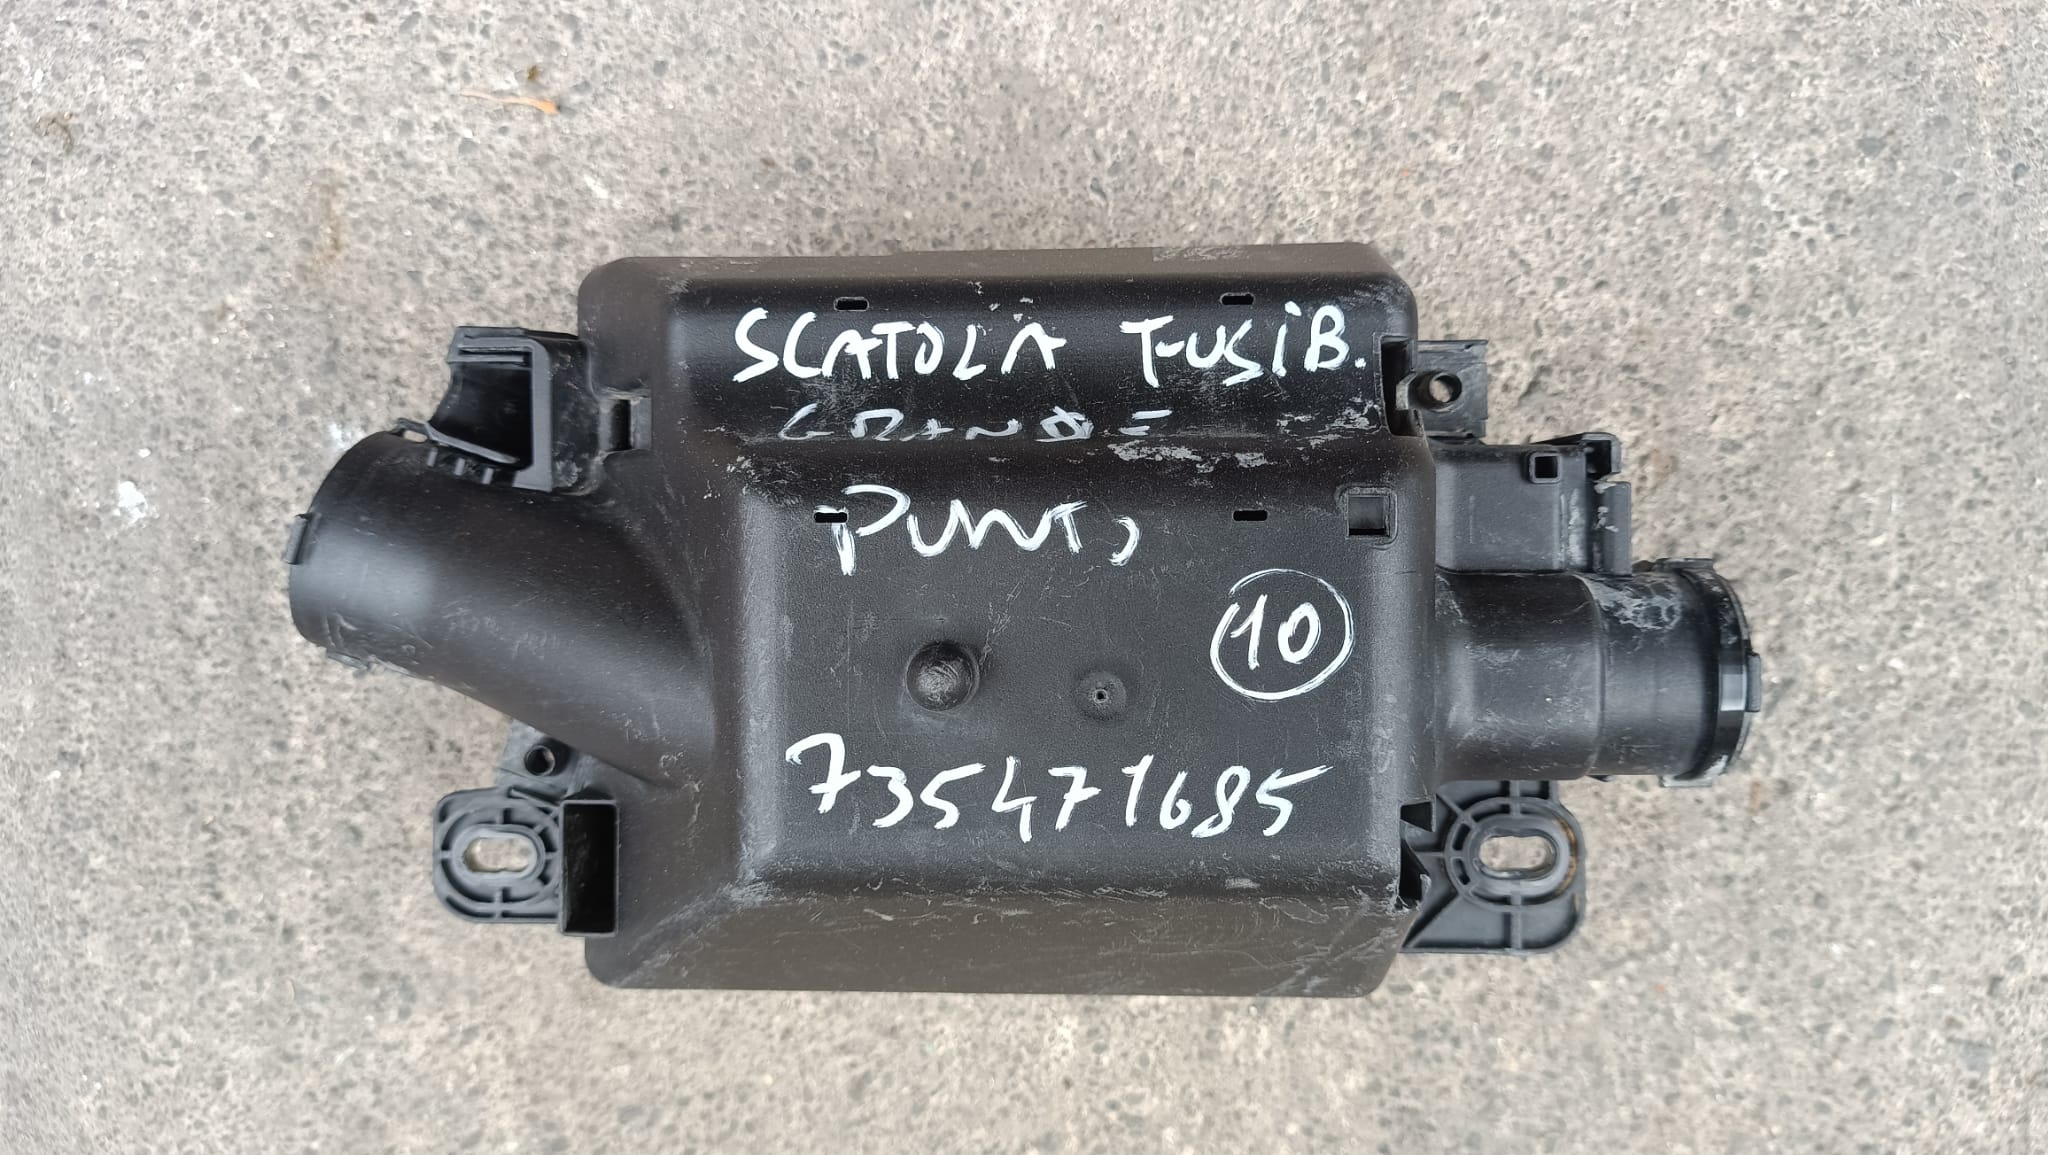 SCATOLA FUSIB.
GRANDE
PUNTO
10
735471685